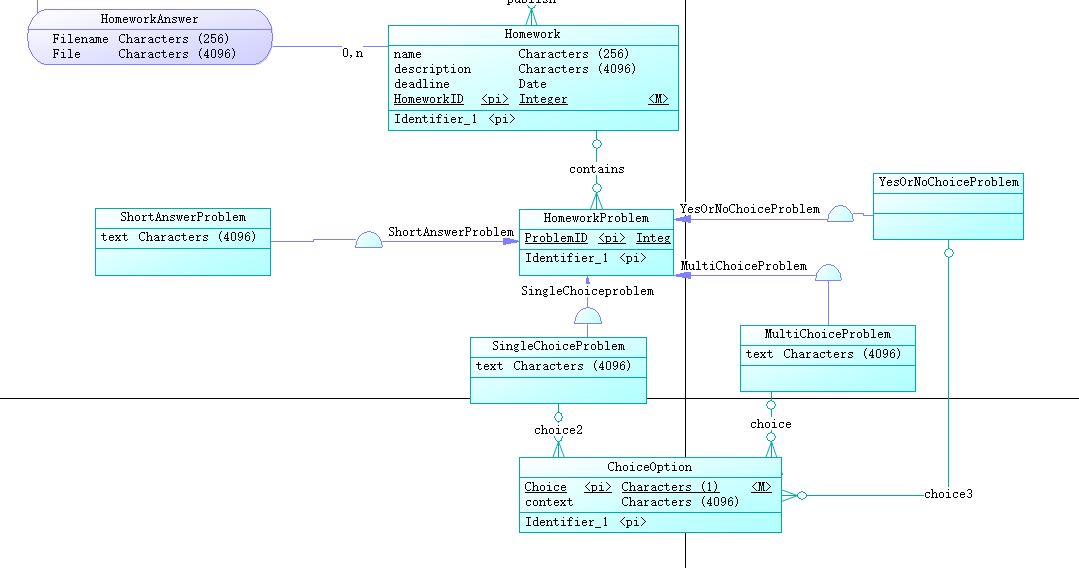 publish
HomeworkAnswer
Filename Characters (256)
File Characters (4096)
0,n
Homework
name Characters (256)
description Characters (4096)
deadline Date
HomeworkID <pi> Integer <M>
Identifier_1 <pi>
contains
YesOrNoChoiceProblem
ShortAnswerProblem
text Characters (4096)
ShortAnswerProblem
HomeworkProblem
ProblemID <pi> Integ
Identifier_1 <pi>
YesOrNoChoiceProblem
MultiChoiceProblem
SingleChoiceproblem
SingleChoiceProblem
text Characters (4096)
MultiChoiceProblem
text Characters (4096)
choice2
choice
ChoiceOption
Choice <pi> Characters (1) <M>
context Characters (4096)
Identifier_1 <pi>
choice3